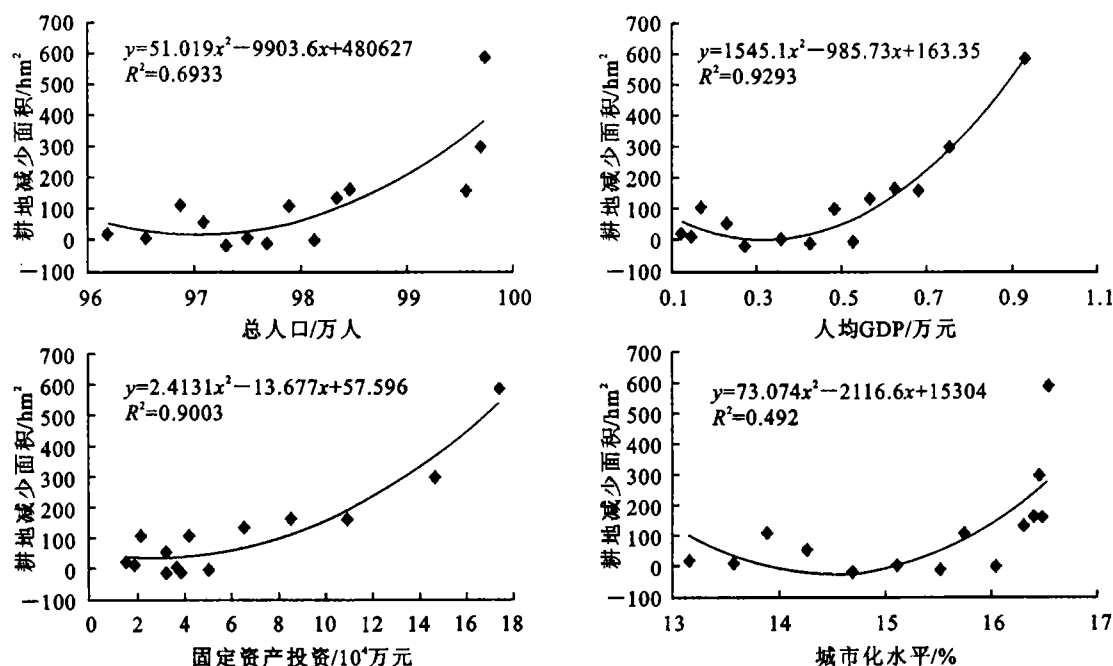 700
600
500
400
300
200
100
0
−100
耕地减少面积/hm²
y=51.019x²−9903.6x+480627
R²=0.6933
96 97 98 99 100
总人口/万人
700
600
500
400
300
200
100
0
−100
耕地减少面积/hm²
y=1545.1x²−985.73x+163.35
R²=0.9293
0.1 0.3 0.5 0.7 0.9 1.1
人均GDP/万元
700
600
500
400
300
200
100
0
−100
耕地减少面积/hm²
y=2.4131x²−13.677x+57.596
R²=0.9003
0 2 4 6 8 10 12 14 16 18
固定资产投资/10⁴万元
700
600
500
400
300
200
100
0
−100
耕地减少面积/hm²
y=73.074x²−2116.6x+15304
R²=0.492
13 14 15 16 17
城市化水平/%